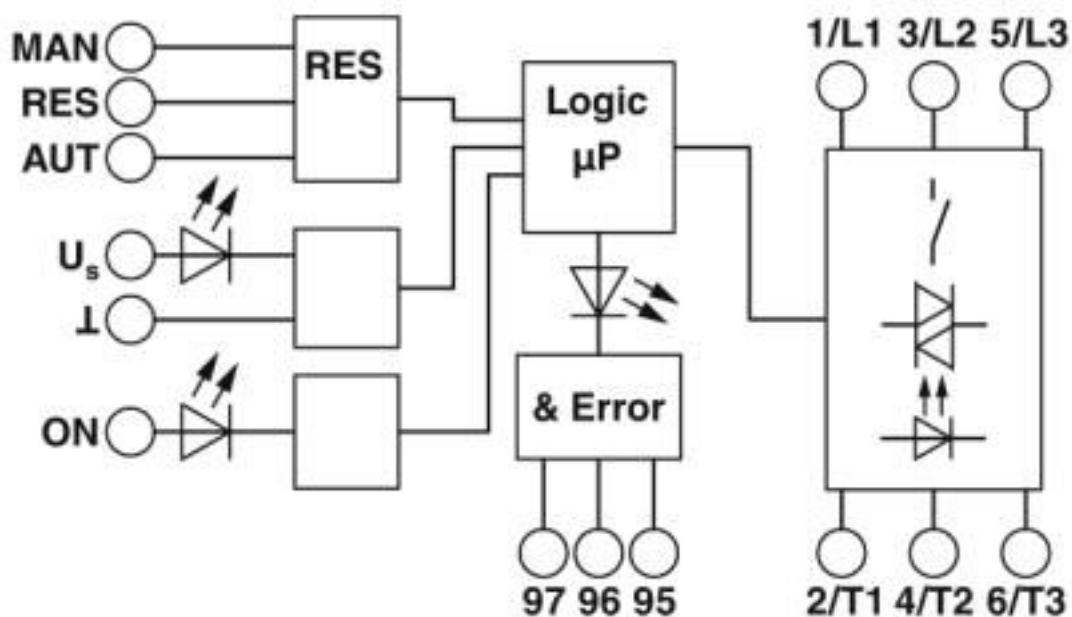 MAN
RES
AUT
RES
U_s
⊥
ON
Logic
µP
& Error
97 96 95
1/L1 3/L2 5/L3
2/T1 4/T2 6/T3